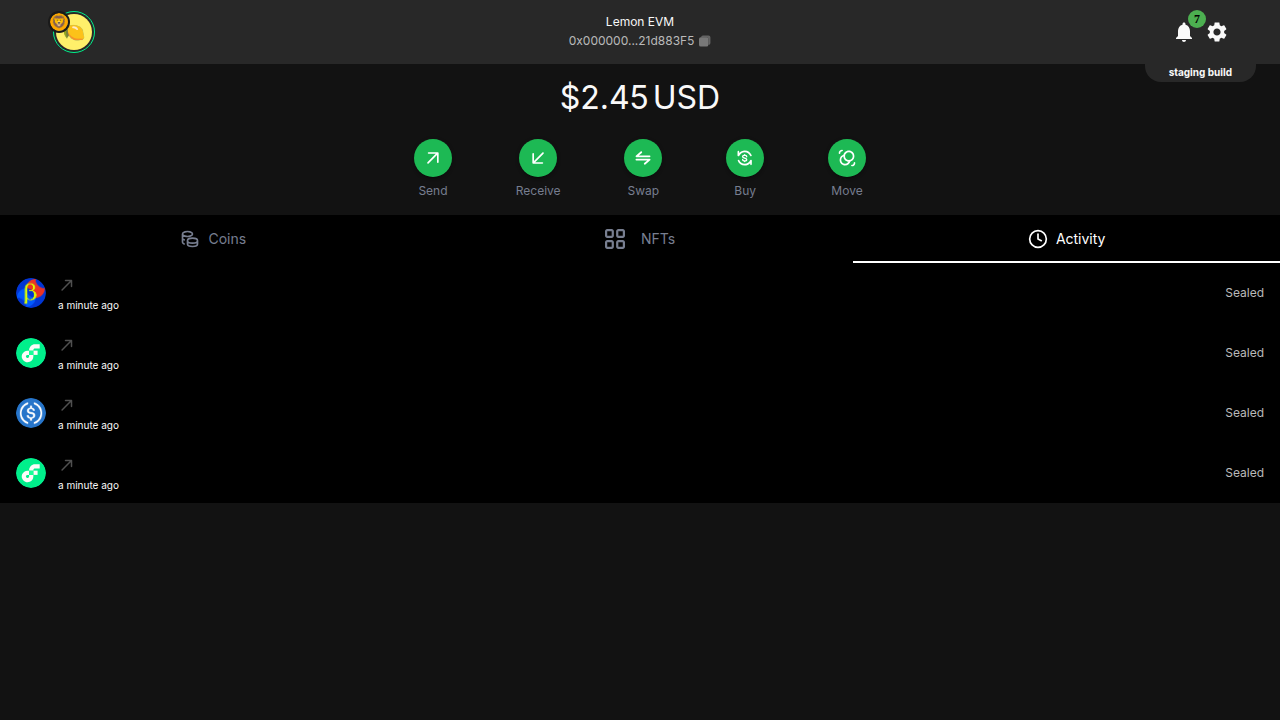 Lemon EVM
0x000000...21d883F5
7
staging build
$2.45 USD
Send
Receive
Swap
Buy
Move
Coins
NFTs
Activity
β
a minute ago
Sealed
a minute ago
Sealed
$
a minute ago
Sealed
a minute ago
Sealed